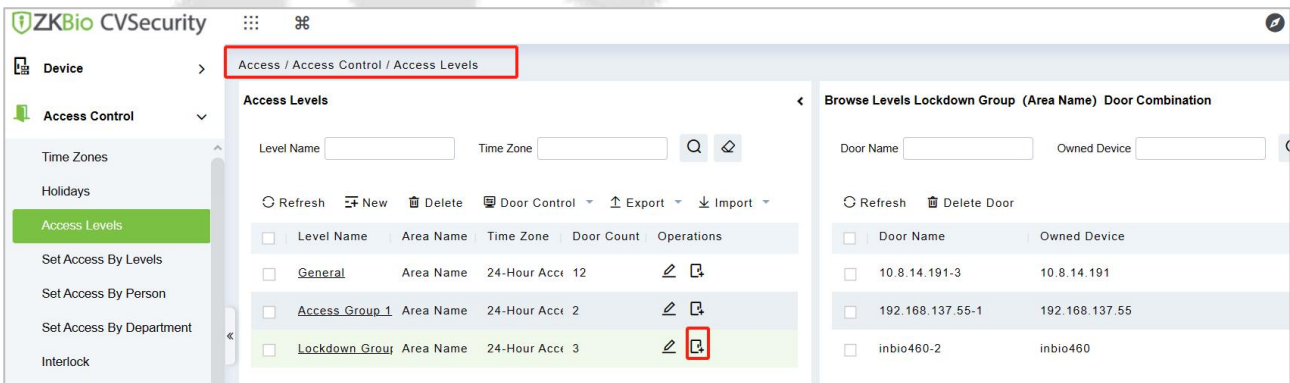 ZKBio CVSecurity
Device
Access Control
Time Zones
Holidays
Access Levels
Set Access By Levels
Set Access By Person
Set Access By Department
Interlock
Access / Access Control / Access Levels
Access Levels
Level Name Time Zone
Refresh New Delete Door Control Export Import
Level Name Area Name Time Zone Door Count Operations
General Area Name 24-Hour Acce 12
Access Group 1 Area Name 24-Hour Acce 2
Lockdown Group Area Name 24-Hour Acce 3
Browse Levels Lockdown Group (Area Name) Door Combination
Door Name Owned Device
Refresh Delete Door
Door Name Owned Device
10.8.14.191-3 10.8.14.191
192.168.137.55-1 192.168.137.55
inbio460-2 inbio460